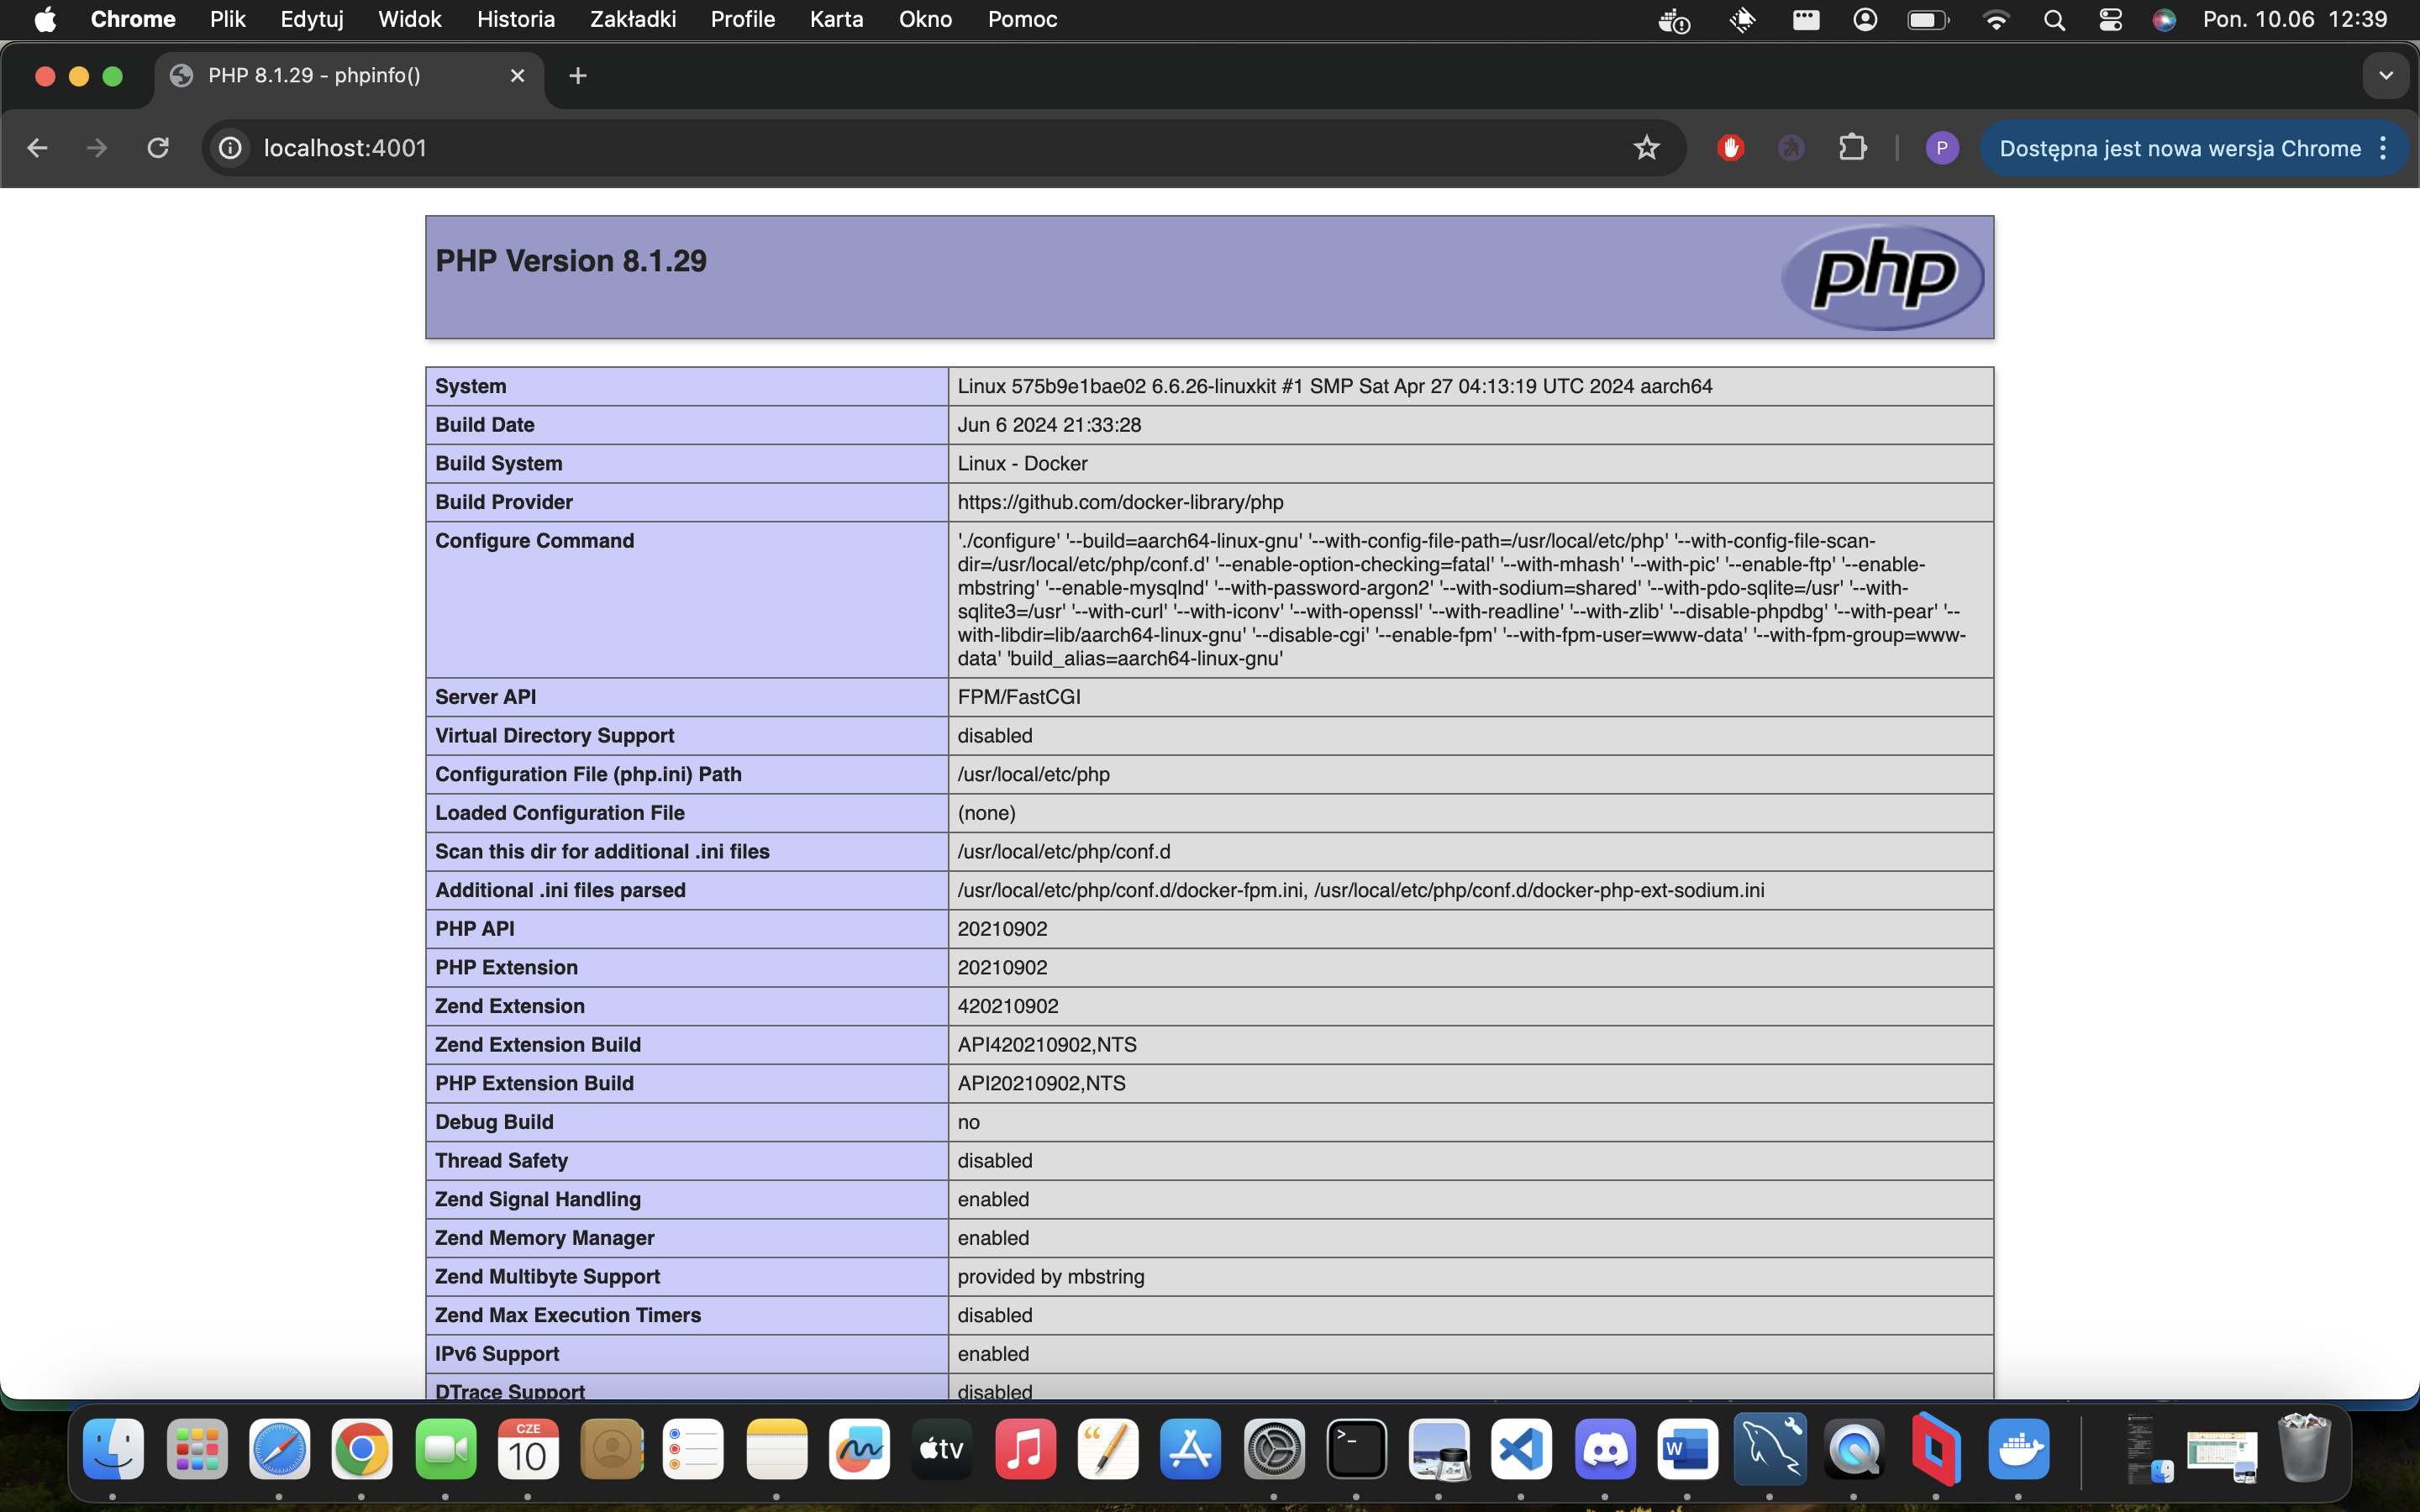 Chrome Plik Edytuj Widok Historia Zakładki Profile Karta Okno Pomoc Pon. 10.06 12:39
PHP 8.1.29 - phpinfo()
localhost:4001 P Dostępna jest nowa wersja Chrome
PHP Version 8.1.29 php
System Linux 575b9e1bae02 6.6.26-linuxkit #1 SMP Sat Apr 27 04:13:19 UTC 2024 aarch64
Build Date Jun 6 2024 21:33:28
Build System Linux - Docker
Build Provider https://github.com/docker-library/php
Configure Command './configure' '--build=aarch64-linux-gnu' '--with-config-file-path=/usr/local/etc/php' '--with-config-file-scan-
dir=/usr/local/etc/php/conf.d' '--enable-option-checking=fatal' '--with-mhash' '--with-pic' '--enable-ftp' '--enable-
mbstring' '--enable-mysqlnd' '--with-password-argon2' '--with-sodium=shared' '--with-pdo-sqlite=/usr' '--with-
sqlite3=/usr' '--with-curl' '--with-iconv' '--with-openssl' '--with-readline' '--with-zlib' '--disable-phpdbg' '--with-pear' '--
with-libdir=lib/aarch64-linux-gnu' '--disable-cgi' '--enable-fpm' '--with-fpm-user=www-data' '--with-fpm-group=www-
data' 'build_alias=aarch64-linux-gnu'
Server API FPM/FastCGI
Virtual Directory Support disabled
Configuration File (php.ini) Path /usr/local/etc/php
Loaded Configuration File (none)
Scan this dir for additional .ini files /usr/local/etc/php/conf.d
Additional .ini files parsed /usr/local/etc/php/conf.d/docker-fpm.ini, /usr/local/etc/php/conf.d/docker-php-ext-sodium.ini
PHP API 20210902
PHP Extension 20210902
Zend Extension 420210902
Zend Extension Build API420210902,NTS
PHP Extension Build API20210902,NTS
Debug Build no
Thread Safety disabled
Zend Signal Handling enabled
Zend Memory Manager enabled
Zend Multibyte Support provided by mbstring
Zend Max Execution Timers disabled
IPv6 Support enabled
DTrace Support disabled
CZE
10
tv
W